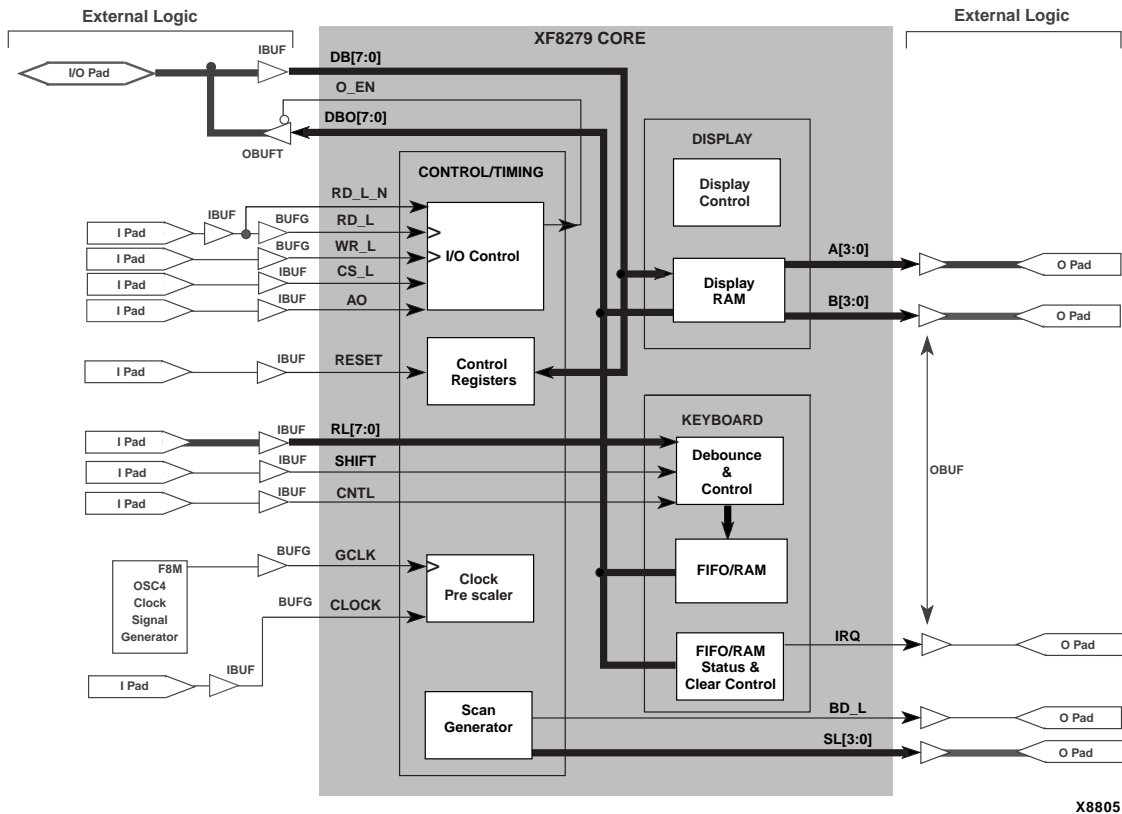 External Logic
External Logic
XF8279 CORE
I/O Pad
IBUF
DB[7:0]
O_EN
DBO[7:0]
OBUFT
CONTROL/TIMING
DISPLAY
Display
Control
RD_L_N
I Pad
IBUF
BUFG
RD_L
I Pad
BUFG
WR_L
I/O Control
I Pad
IBUF
CS_L
I Pad
IBUF
AO
Display
RAM
A[3:0]
O Pad
B[3:0]
O Pad
I Pad
IBUF
RESET
Control
Registers
KEYBOARD
I Pad
IBUF
RL[7:0]
I Pad
IBUF
SHIFT
I Pad
IBUF
CNTL
Debounce
&
Control
OBUF
F8M
OSC4
Clock
Signal
Generator
BUFG
GCLK
Clock
Pre scaler
FIFO/RAM
BUFG
CLOCK
I Pad
IBUF
FIFO/RAM
Status &
Clear Control
IRQ
O Pad
Scan
Generator
BD_L
O Pad
SL[3:0]
O Pad
X8805